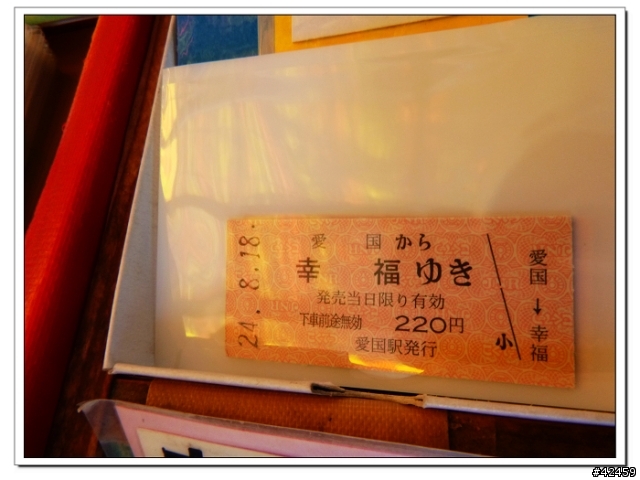 24.8.18.
愛 国 から
幸 福 ゆき
発売当日限り有効
下車前途無効 220円
愛国駅発行
小
愛国→幸福
#42459